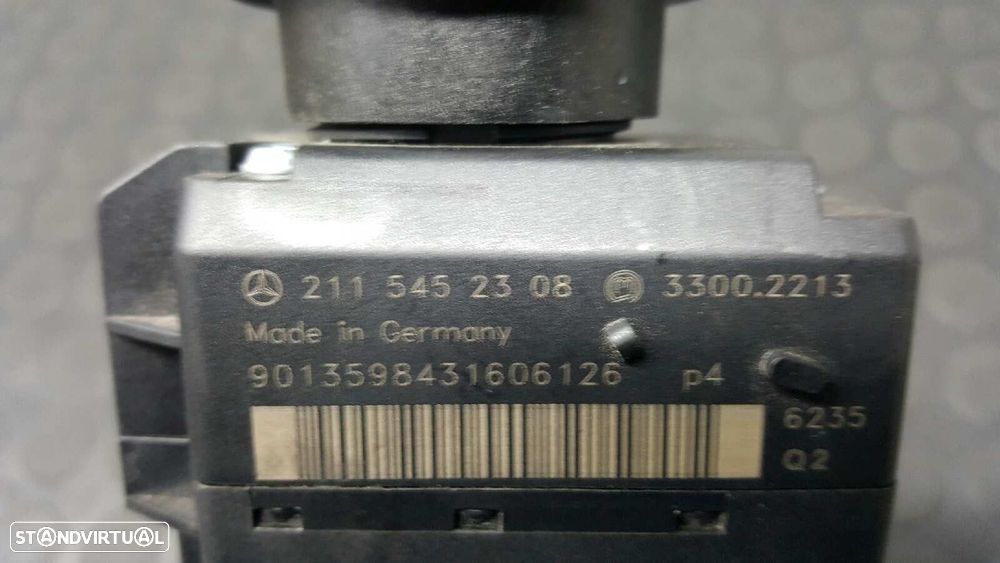 211 545 23 08 3300.2213
Made in Germany
9013598431606126 p4
6235
Q2
STANDVIRTUAL